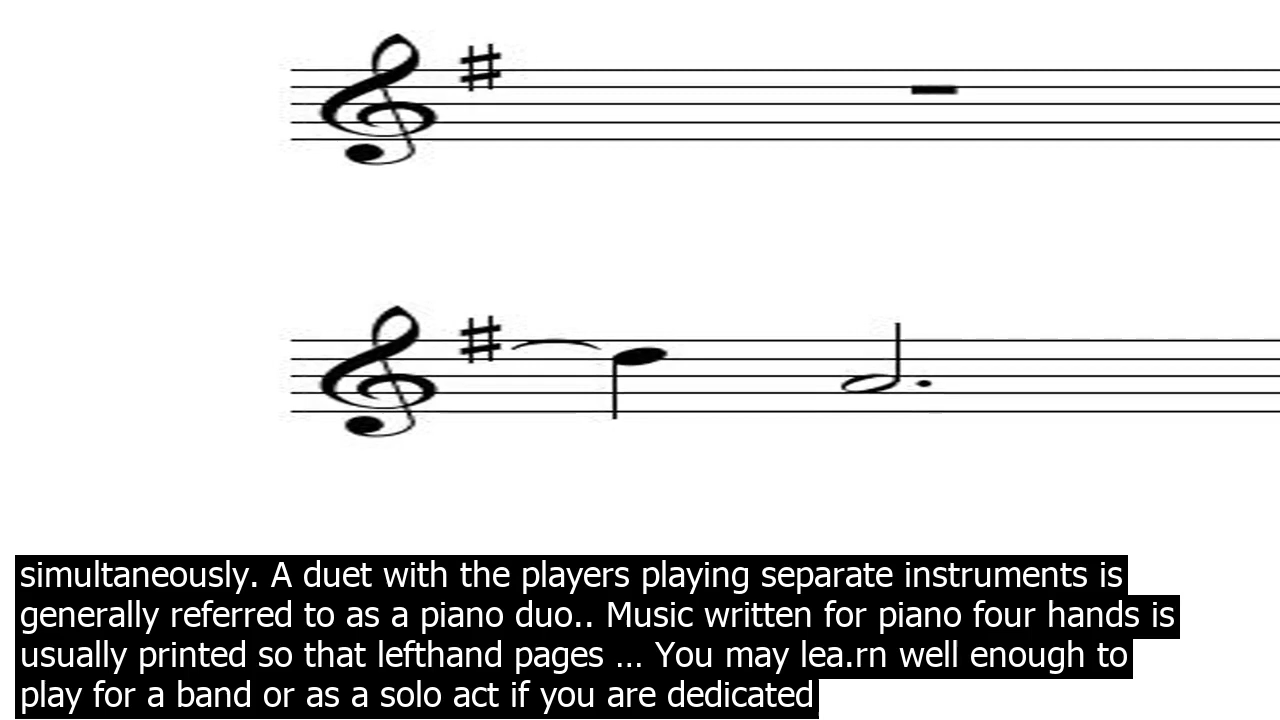 simultaneously. A duet with the players playing separate instruments is
generally referred to as a piano duo.. Music written for piano four hands is
usually printed so that lefthand pages ... You may lea.rn well enough to
play for a band or as a solo act if you are dedicated